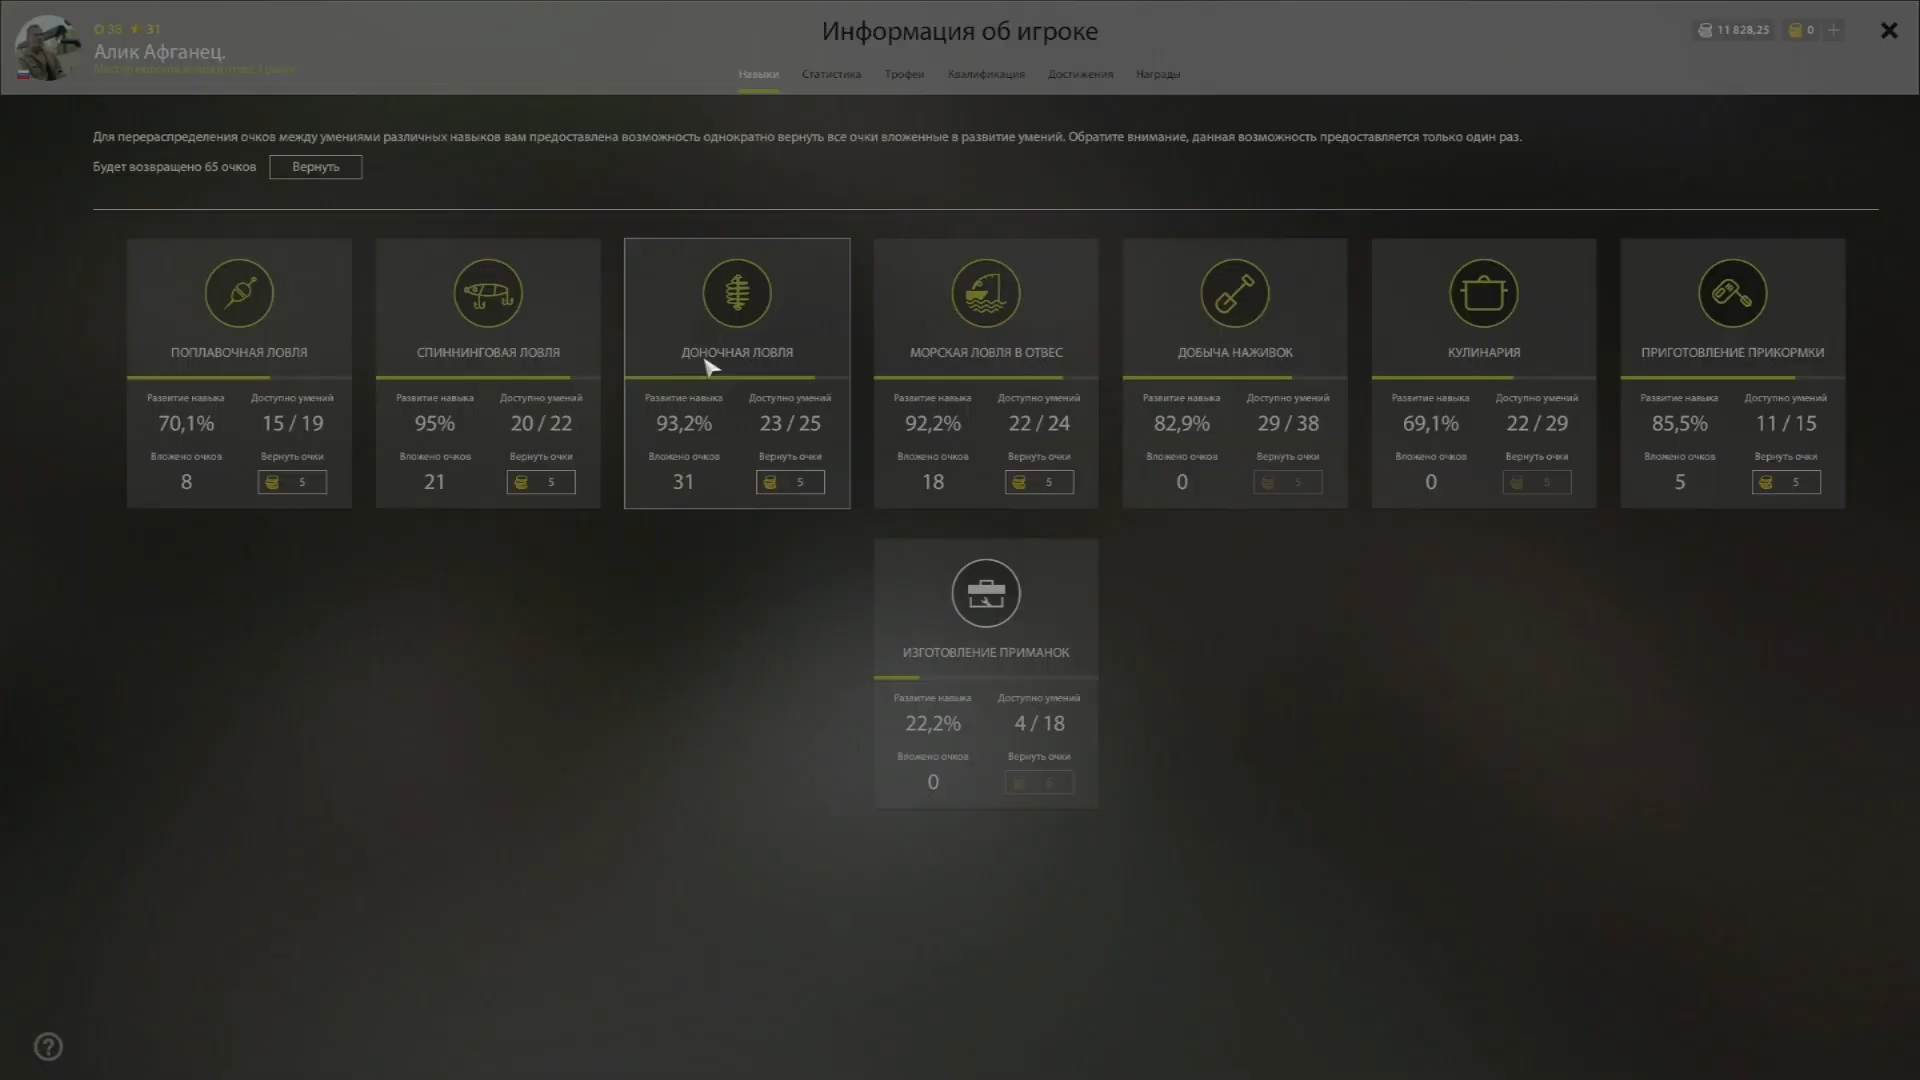 38 31
Алик Афганец.
Информация об игроке
11 828,25 0
Навыки Статистика Трофеи Квалификация Достижения Награды
Для перераспределения очков между умениями различных навыков вам предоставлена возможность однократно вернуть все очки вложенные в развитие умений. Обратите внимание, данная возможность предоставляется только один раз.
Будет возвращено 65 очков Вернуть
ПОПЛАВОЧНАЯ ЛОВЛЯ
Развитие навыка Доступно умений
70,1% 15 / 19
Вложено очков Вернуть очки
8 5
СПИННИНГОВАЯ ЛОВЛЯ
Развитие навыка Доступно умений
95% 20 / 22
Вложено очков Вернуть очки
21 5
ДОНОЧНАЯ ЛОВЛЯ
Развитие навыка Доступно умений
93,2% 23 / 25
Вложено очков Вернуть очки
31 5
МОРСКАЯ ЛОВЛЯ В ОТВЕС
Развитие навыка Доступно умений
92,2% 22 / 24
Вложено очков Вернуть очки
18 5
ДОБЫЧА НАЖИВОК
Развитие навыка Доступно умений
82,9% 29 / 38
Вложено очков Вернуть очки
0 5
КУЛИНАРИЯ
Развитие навыка Доступно умений
69,1% 22 / 29
Вложено очков Вернуть очки
0 5
ПРИГОТОВЛЕНИЕ ПРИКОРМКИ
Развитие навыка Доступно умений
85,5% 11 / 15
Вложено очков Вернуть очки
5 5
ИЗГОТОВЛЕНИЕ ПРИМАНОК
Развитие навыка Доступно умений
22,2% 4 / 18
Вложено очков Вернуть очки
0 5
?